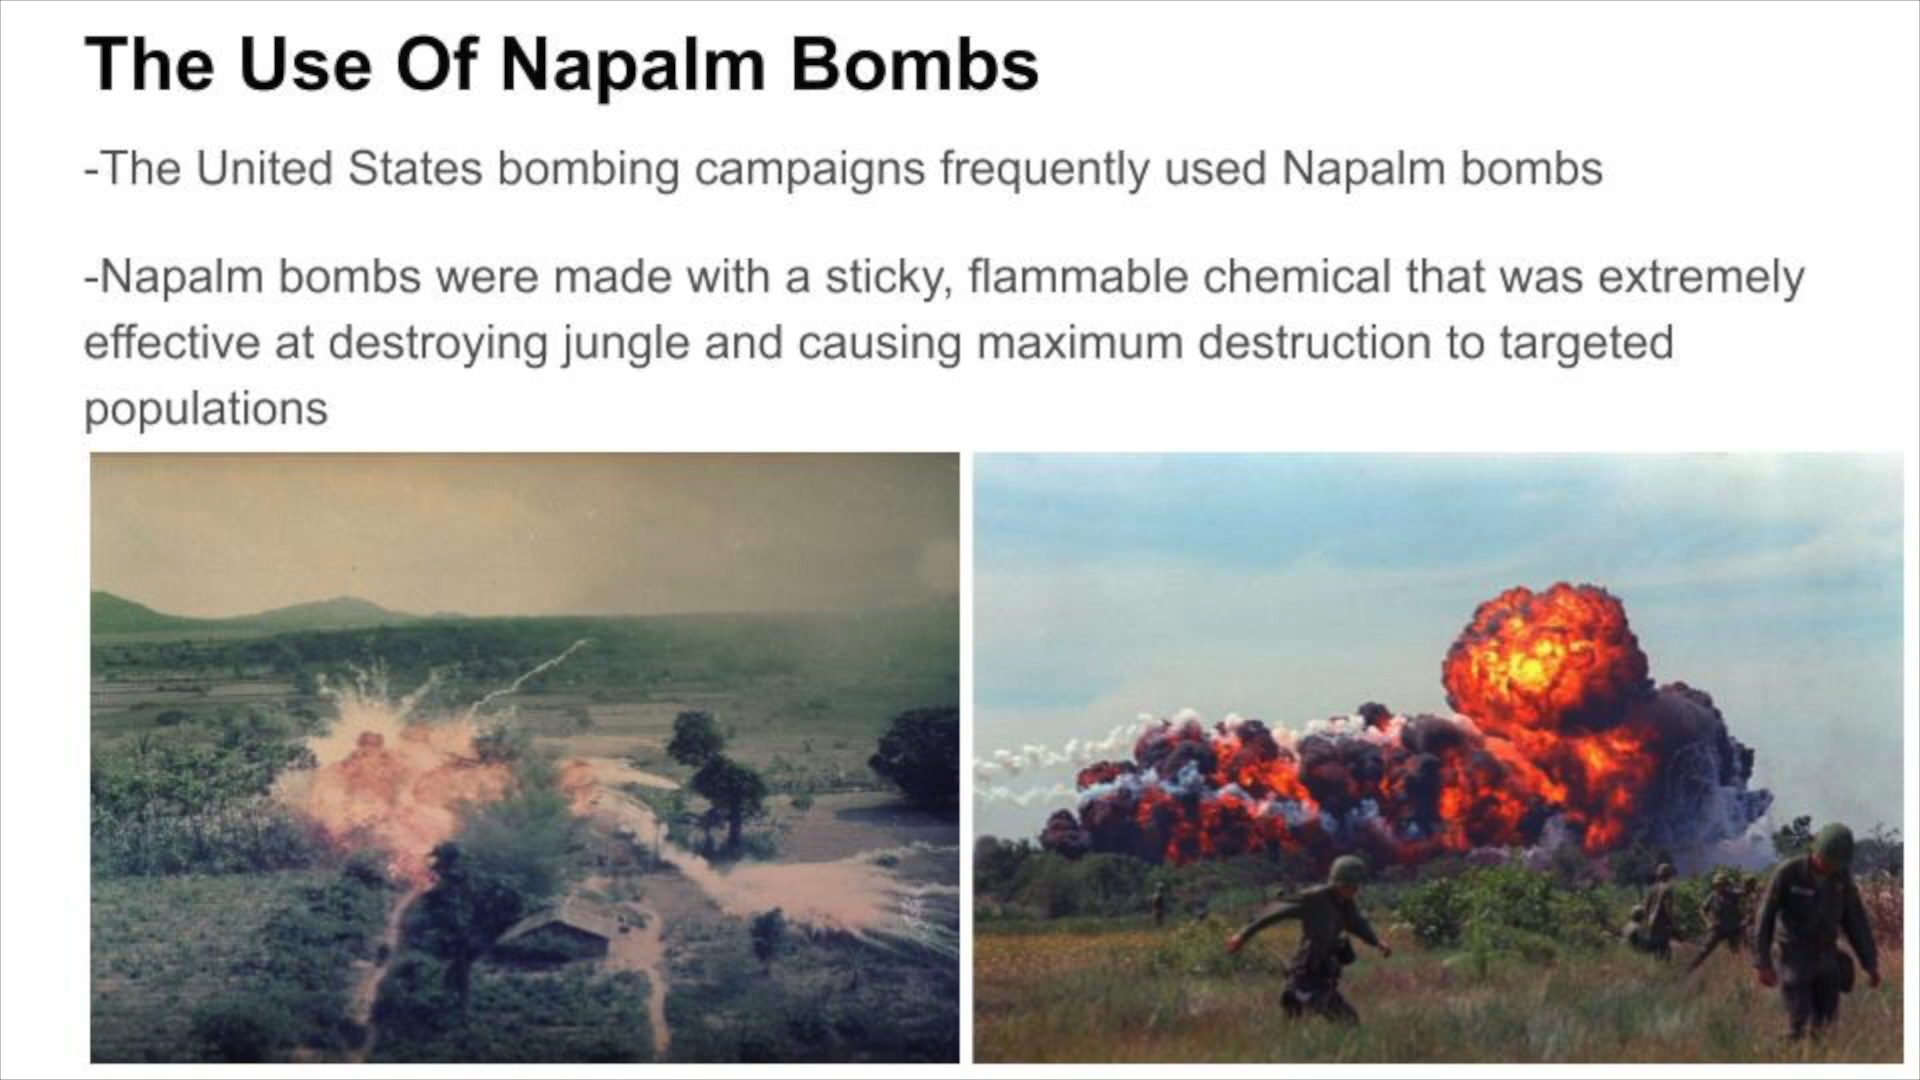 The Use Of Napalm Bombs
-The United States bombing campaigns frequently used Napalm bombs
-Napalm bombs were made with a sticky, flammable chemical that was extremely
effective at destroying jungle and causing maximum destruction to targeted
populations